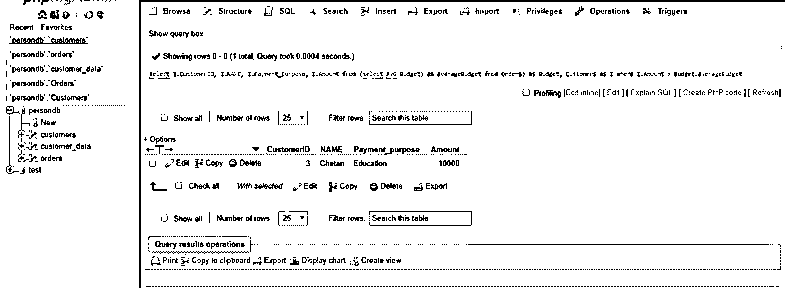 Recent Favorites
'persondb'.'customers'
'persondb'.'orders'
'persondb'.'customer_data'
'persondb'.'Orders'
'persondb'.'Customers'
persondb
New
customers
customer_data
orders
test
Browse Structure SQL Search Insert Export Import Privileges Operations Triggers
Show query box
Showing rows 0 - 0 (1 total, Query took 0.0004 seconds.)
Profiling [Edit inline] [ Edit ] [ Explain SQL ] [ Create PHP code ] [ Refresh]
Show all Number of rows 25 Filter rows Search this table
+ Options
CustomerID NAME Payment_purpose Amount
Edit Copy Delete 3 Chetan Education 10000
Check all With selected Edit Copy Delete Export
Show all Number of rows 25 Filter rows. Search this table
Query results operations
Print Copy to clipboard Export Display chart Create view